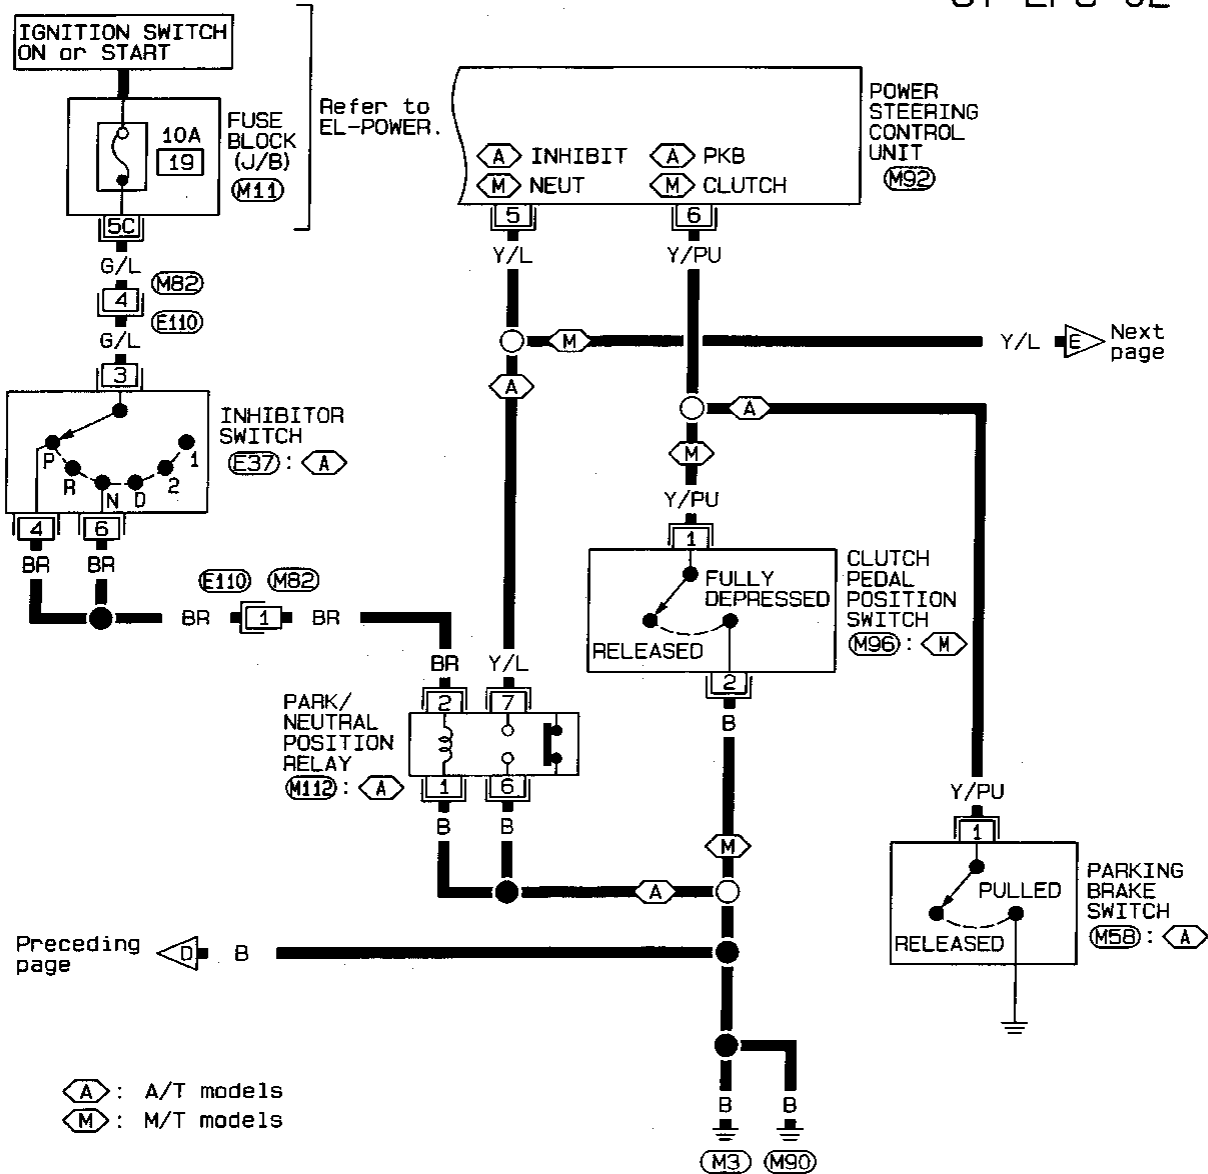 IGNITION SWITCH
ON or START
Refer to
EL-POWER.
10A
19
FUSE
BLOCK
(J/B)
M11
5C
G/L
4
M82
E110
G/L
3
INHIBITOR
SWITCH
E37 : A
P
R
N
D
2
1
4
6
BR
BR
BR
E110
M82
1
BR
A INHIBIT
M NEUT
A PKB
M CLUTCH
POWER
STEERING
CONTROL
UNIT
M92
5
6
Y/L
Y/PU
M
Y/L
E
Next
page
A
A
M
Y/PU
1
FULLY
DEPRESSED
RELEASED
CLUTCH
PEDAL
POSITION
SWITCH
M96 : M
2
B
BR
Y/L
2
7
PARK/
NEUTRAL
POSITION
RELAY
M112 : A
1
6
B
B
A
M
Y/PU
1
PULLED
RELEASED
PARKING
BRAKE
SWITCH
M58 : A
Preceding
page
D
B
B
B
M3
M90
A : A/T models
M : M/T models